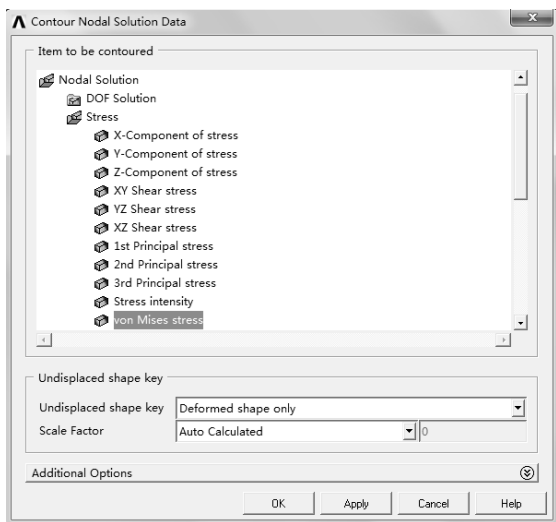 Contour Nodal Solution Data
Item to be contoured
Nodal Solution
DOF Solution
Stress
X-Component of stress
Y-Component of stress
Z-Component of stress
XY Shear stress
YZ Shear stress
XZ Shear stress
1st Principal stress
2nd Principal stress
3rd Principal stress
Stress intensity
von Mises stress
Undisplaced shape key
Undisplaced shape key Deformed shape only
Scale Factor Auto Calculated 0
Additional Options
OK Apply Cancel Help